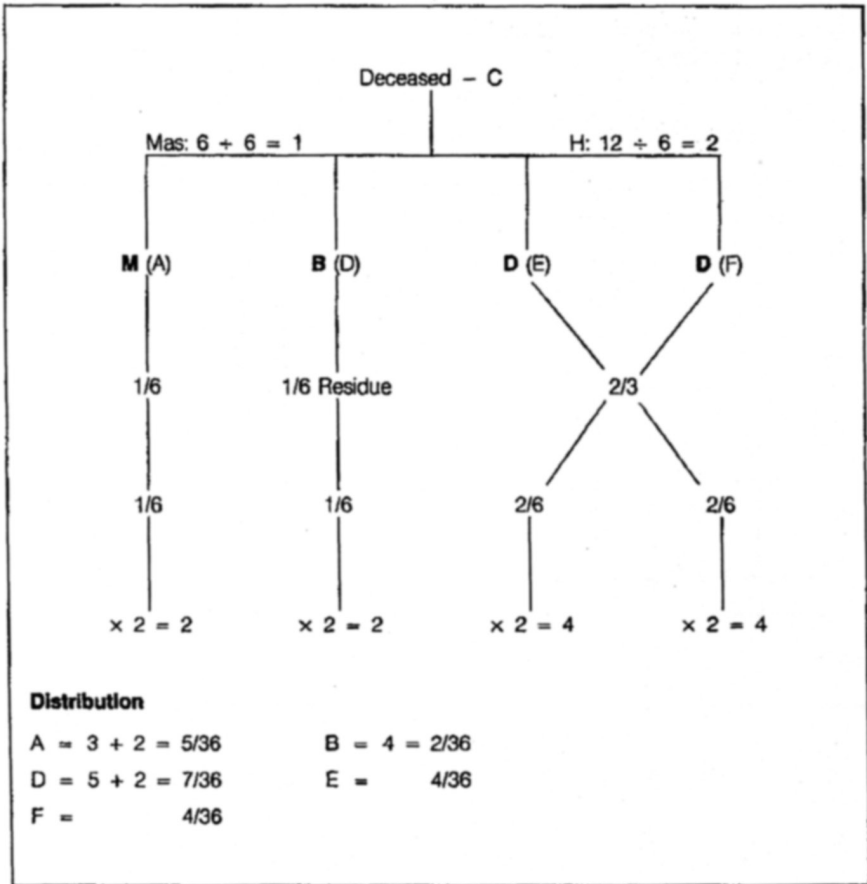 Deceased – C
Mas: 6 ÷ 6 = 1 H: 12 ÷ 6 = 2
M (A) B (D) D (E) D (F)
1/6 1/6 Residue 2/3
1/6 1/6 2/6 2/6
× 2 = 2 × 2 = 2 × 2 = 4 × 2 = 4
Distribution
A = 3 + 2 = 5/36 B = 4 = 2/36
D = 5 + 2 = 7/36 E = 4/36
F = 4/36